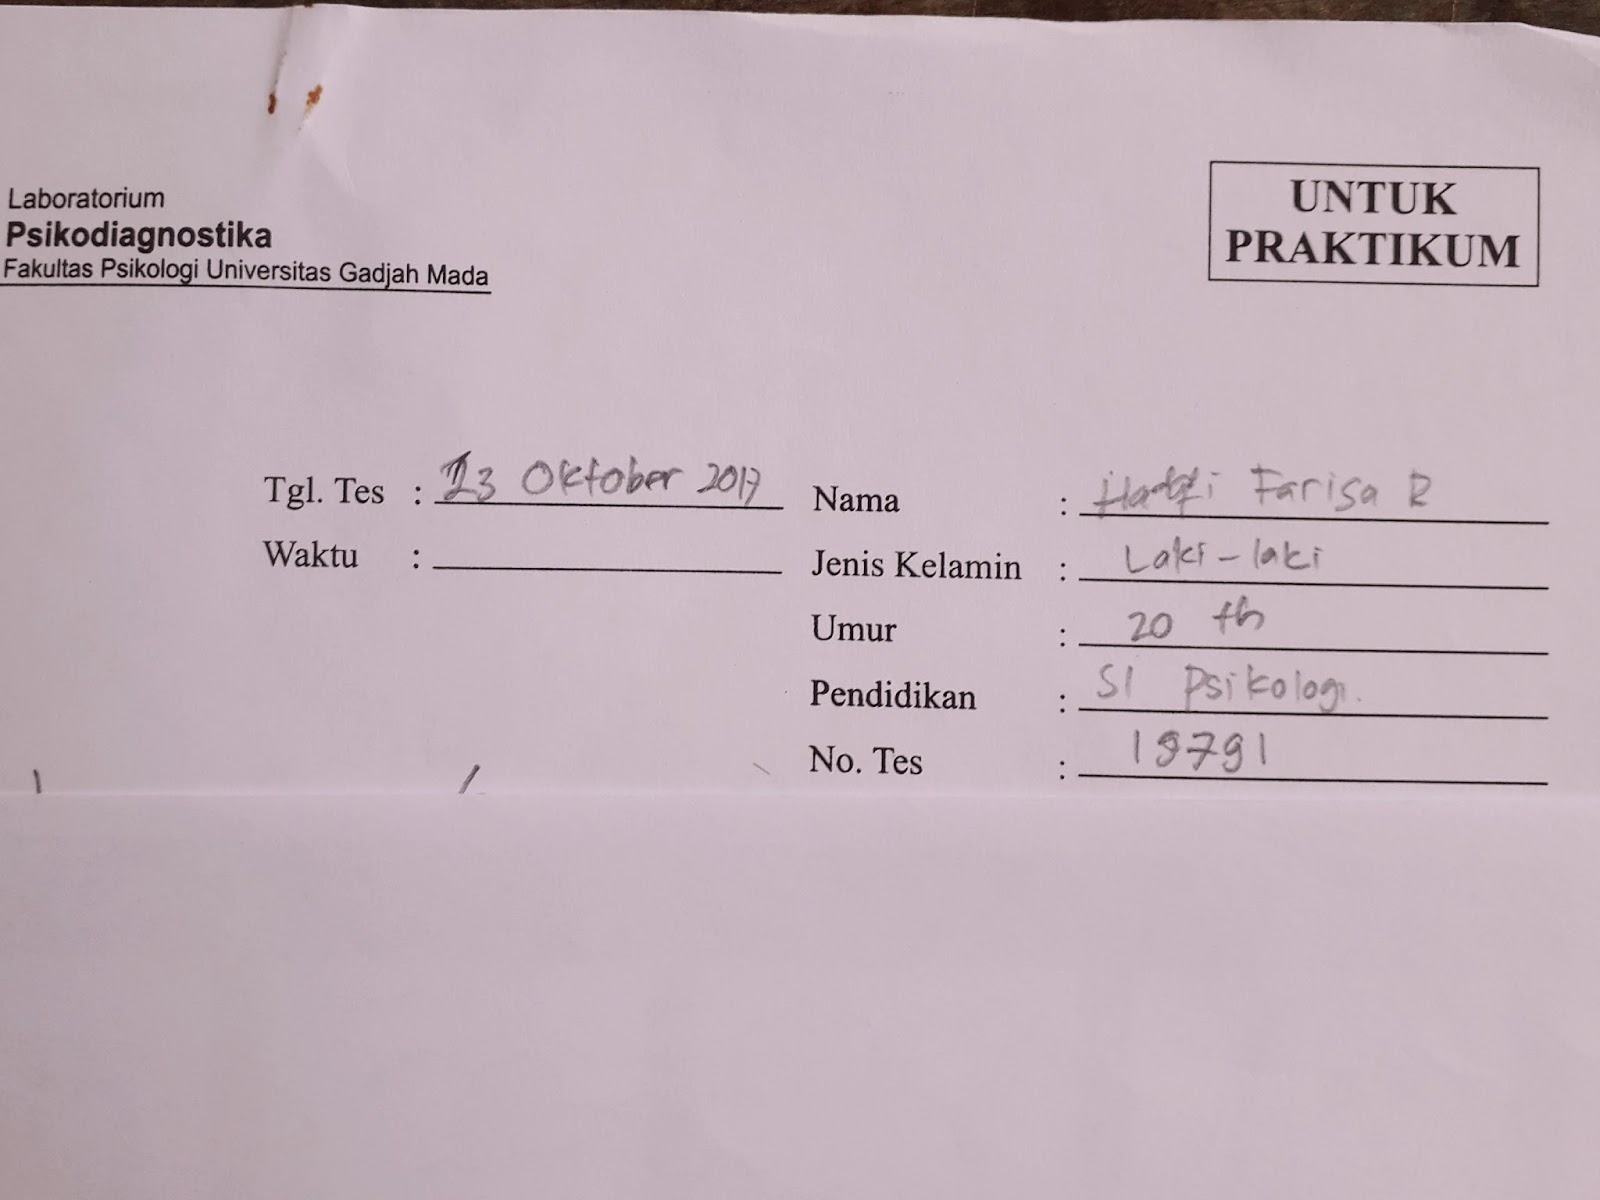 Laboratorium
Psikodiagnostika
Fakultas Psikologi Universitas Gadjah Mada
UNTUK
PRAKTIKUM
Tgl. Tes : 23 Oktober 2017
Waktu :
Nama : Farisa R
Jenis Kelamin : Laki-laki
Umur : 20 th
Pendidikan : S1 Psikologi.
No. Tes : 19791